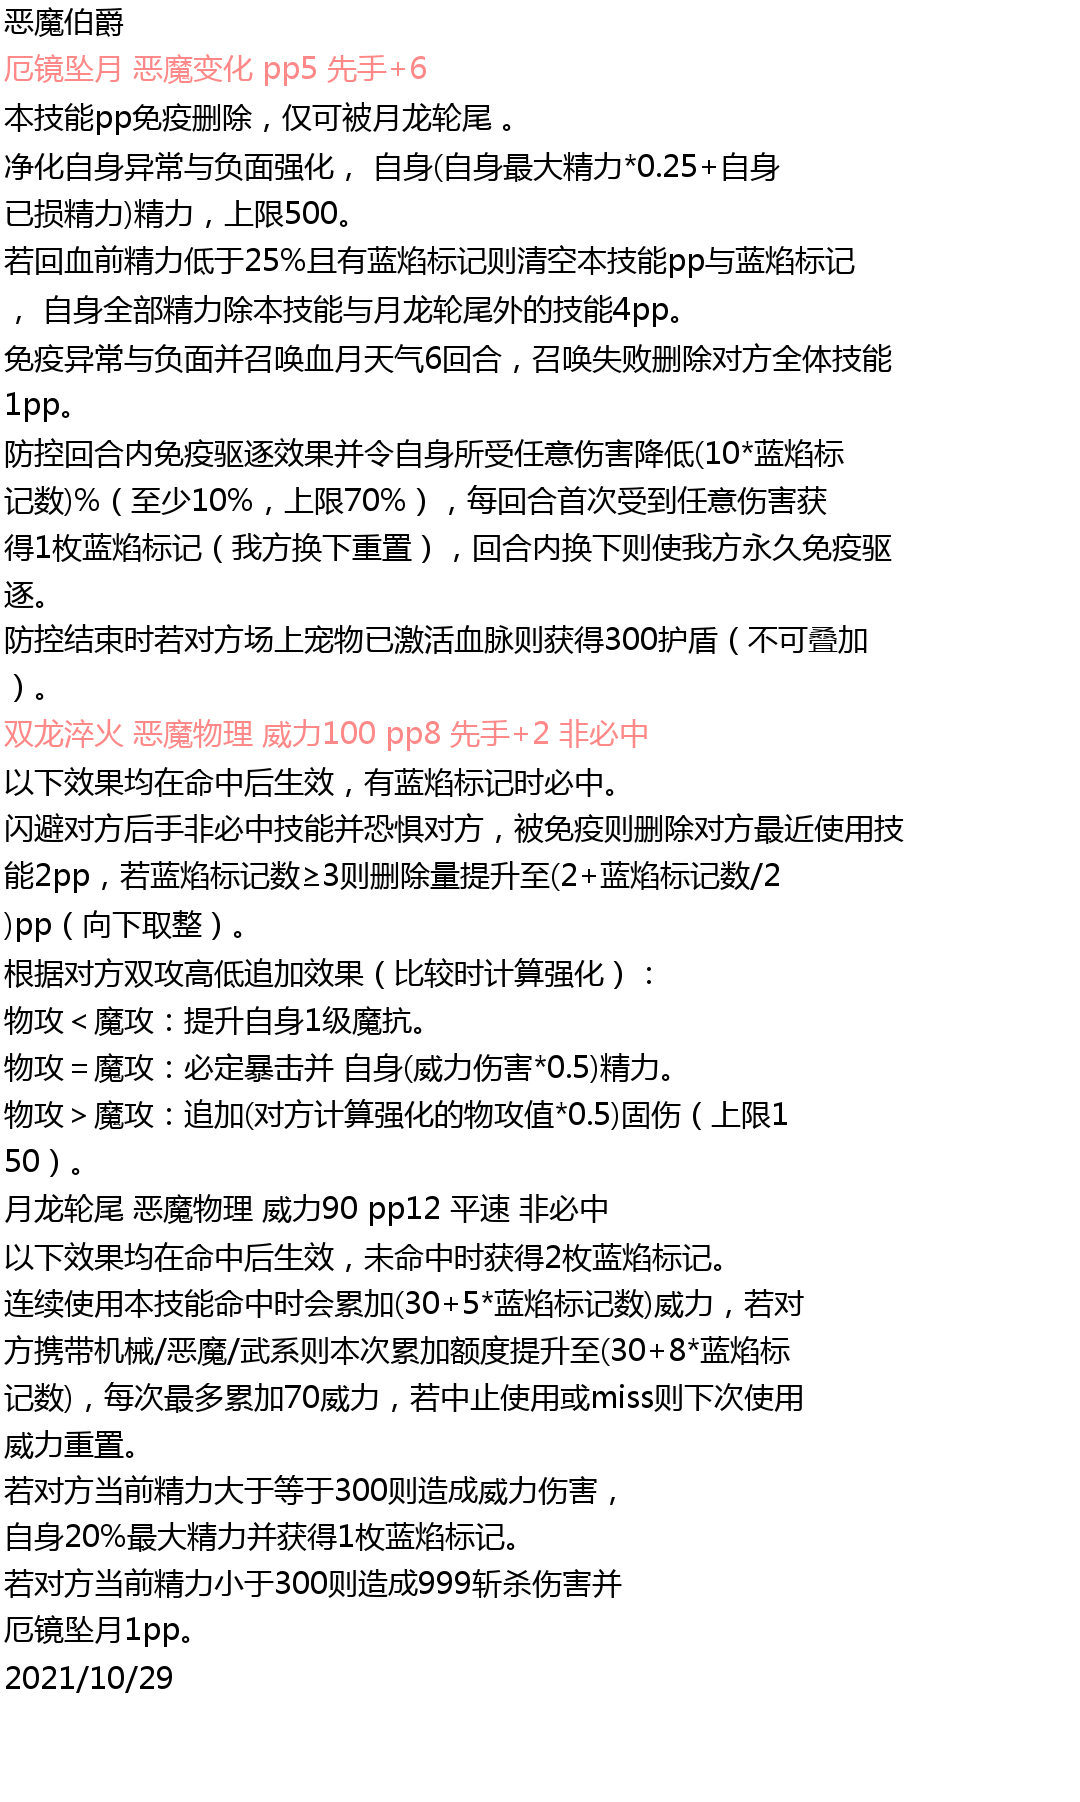 恶魔伯爵
厄镜坠月 恶魔变化 pp5 先手+6
本技能pp免疫删除，仅可被月龙轮尾 。
净化自身异常与负面强化， 自身(自身最大精力*0.25+自身
已损精力)精力，上限500。
若回血前精力低于25%且有蓝焰标记则清空本技能pp与蓝焰标记
， 自身全部精力除本技能与月龙轮尾外的技能4pp。
免疫异常与负面并召唤血月天气6回合，召唤失败删除对方全体技能
1pp。
防控回合内免疫驱逐效果并令自身所受任意伤害降低(10*蓝焰标
记数)%（至少10%，上限70%），每回合首次受到任意伤害获
得1枚蓝焰标记（我方换下重置），回合内换下则使我方永久免疫驱
逐。
防控结束时若对方场上宠物已激活血脉则获得300护盾（不可叠加
）。
双龙淬火 恶魔物理 威力100 pp8 先手+2 非必中
以下效果均在命中后生效，有蓝焰标记时必中。
闪避对方后手非必中技能并恐惧对方，被免疫则删除对方最近使用技
能2pp，若蓝焰标记数≥3则删除量提升至(2+蓝焰标记数/2
)pp（向下取整）。
根据对方双攻高低追加效果（比较时计算强化）：
物攻＜魔攻：提升自身1级魔抗。
物攻＝魔攻：必定暴击并 自身(威力伤害*0.5)精力。
物攻＞魔攻：追加(对方计算强化的物攻值*0.5)固伤（上限1
50）。
月龙轮尾 恶魔物理 威力90 pp12 平速 非必中
以下效果均在命中后生效，未命中时获得2枚蓝焰标记。
连续使用本技能命中时会累加(30+5*蓝焰标记数)威力，若对
方携带机械/恶魔/武系则本次累加额度提升至(30+8*蓝焰标
记数)，每次最多累加70威力，若中止使用或miss则下次使用
威力重置。
若对方当前精力大于等于300则造成威力伤害，
自身20%最大精力并获得1枚蓝焰标记。
若对方当前精力小于300则造成999斩杀伤害并
厄镜坠月1pp。
2021/10/29